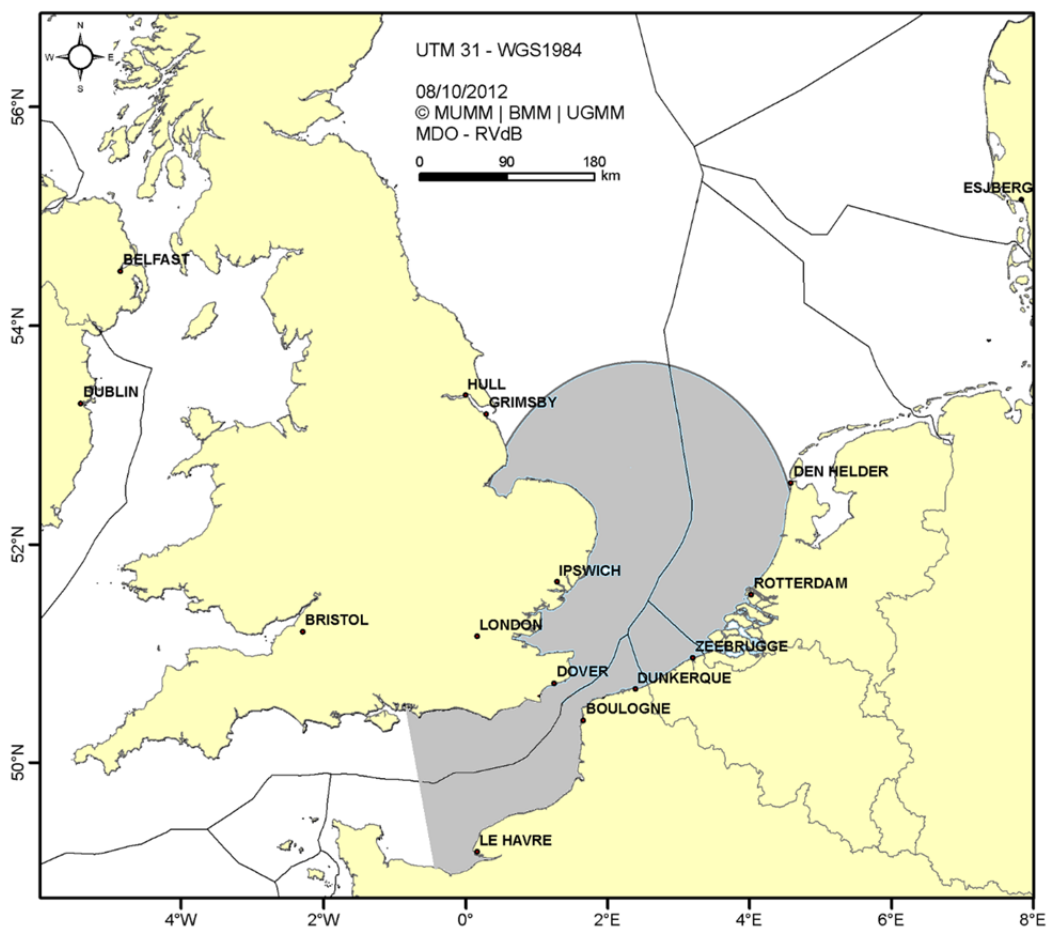 N
W E
S
UTM 31 - WGS1984
08/10/2012
© MUMM | BMM | UGMM
MDO - RVdB
0 90 180
km
56°N
54°N
52°N
50°N
ESJBERG
BELFAST
DUBLIN
HULL
GRIMSBY
DEN HELDER
IPSWICH
ROTTERDAM
BRISTOL
LONDON
ZEEBRUGGE
DOVER
DUNKERQUE
BOULOGNE
LE HAVRE
4°W 2°W 0° 2°E 4°E 6°E 8°E